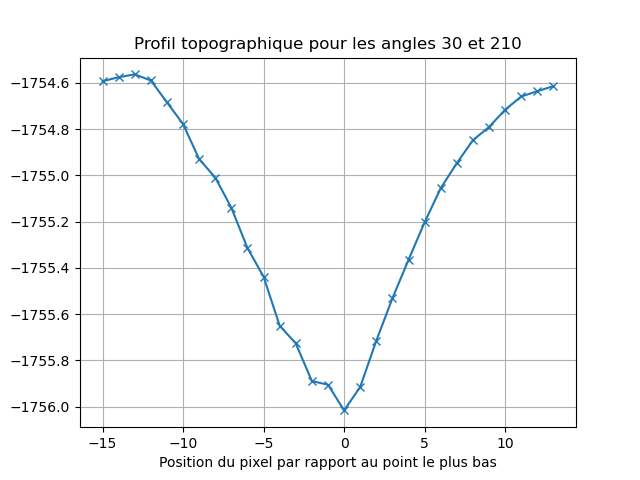 Profil topographique pour les angles 30 et 210
−1754.6
−1754.8
−1755.0
−1755.2
−1755.4
−1755.6
−1755.8
−1756.0
−15 −10 −5 0 5 10
Position du pixel par rapport au point le plus bas